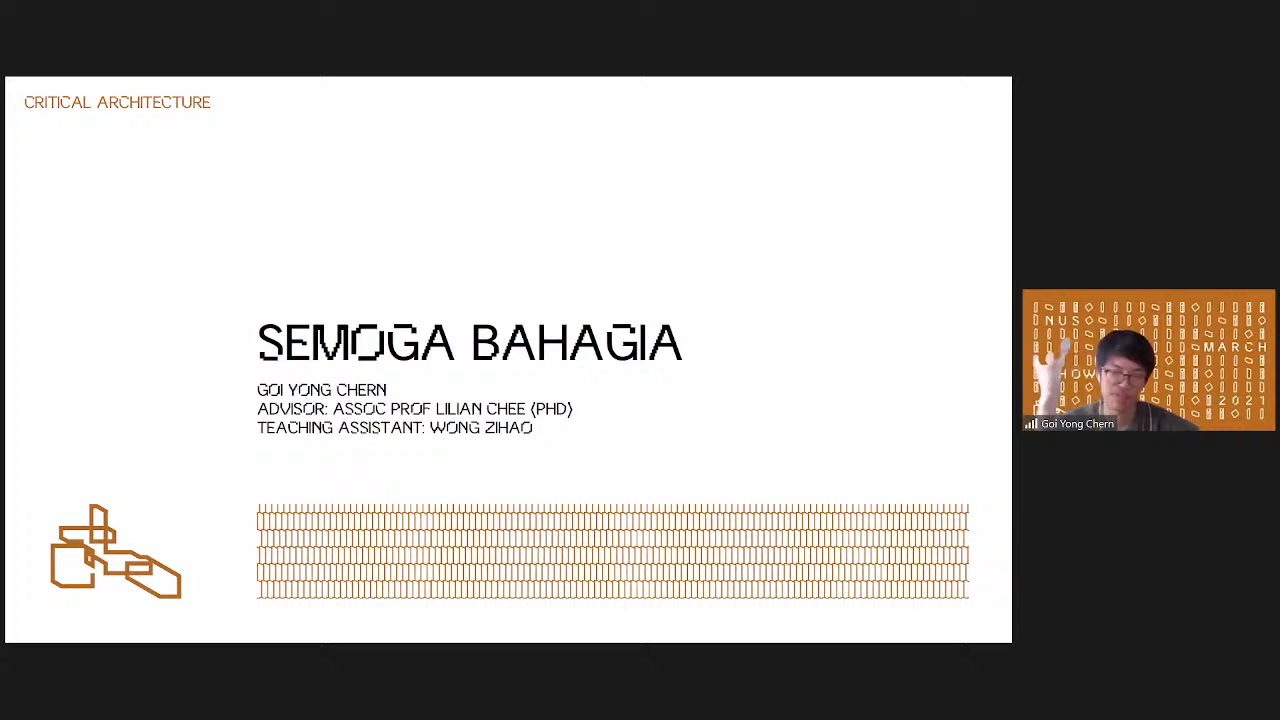 CRITICAL ARCHITECTURE
SEMOGA BAHAGIA
GOI YONG CHERN
ADVISOR: ASSOC PROF LILIAN CHEE (PHD)
TEACHING ASSISTANT: WONG ZIHAO
NUS
MARCH
2021
Goi Yong Chern